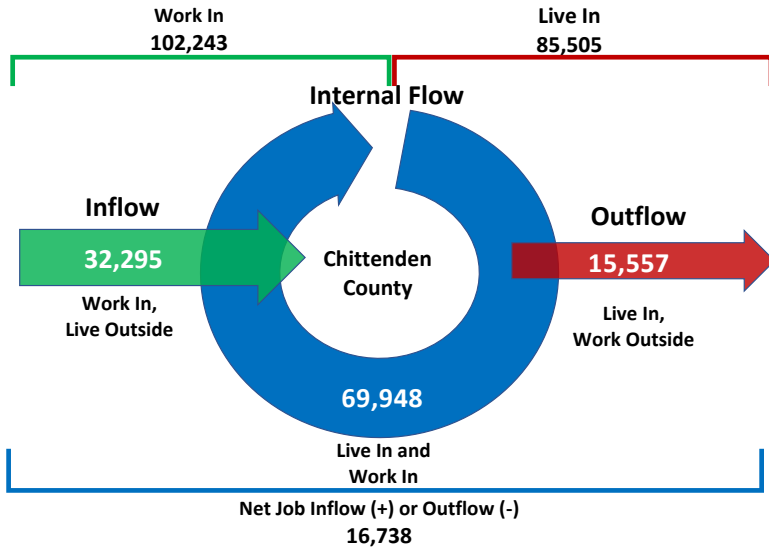 Work In
102,243
Live In
85,505
Internal Flow
Inflow
32,295
Work In,
Live Outside
Chittenden
County
Outflow
15,557
Live In,
Work Outside
69,948
Live In and
Work In
Net Job Inflow (+) or Outflow (-)
16,738